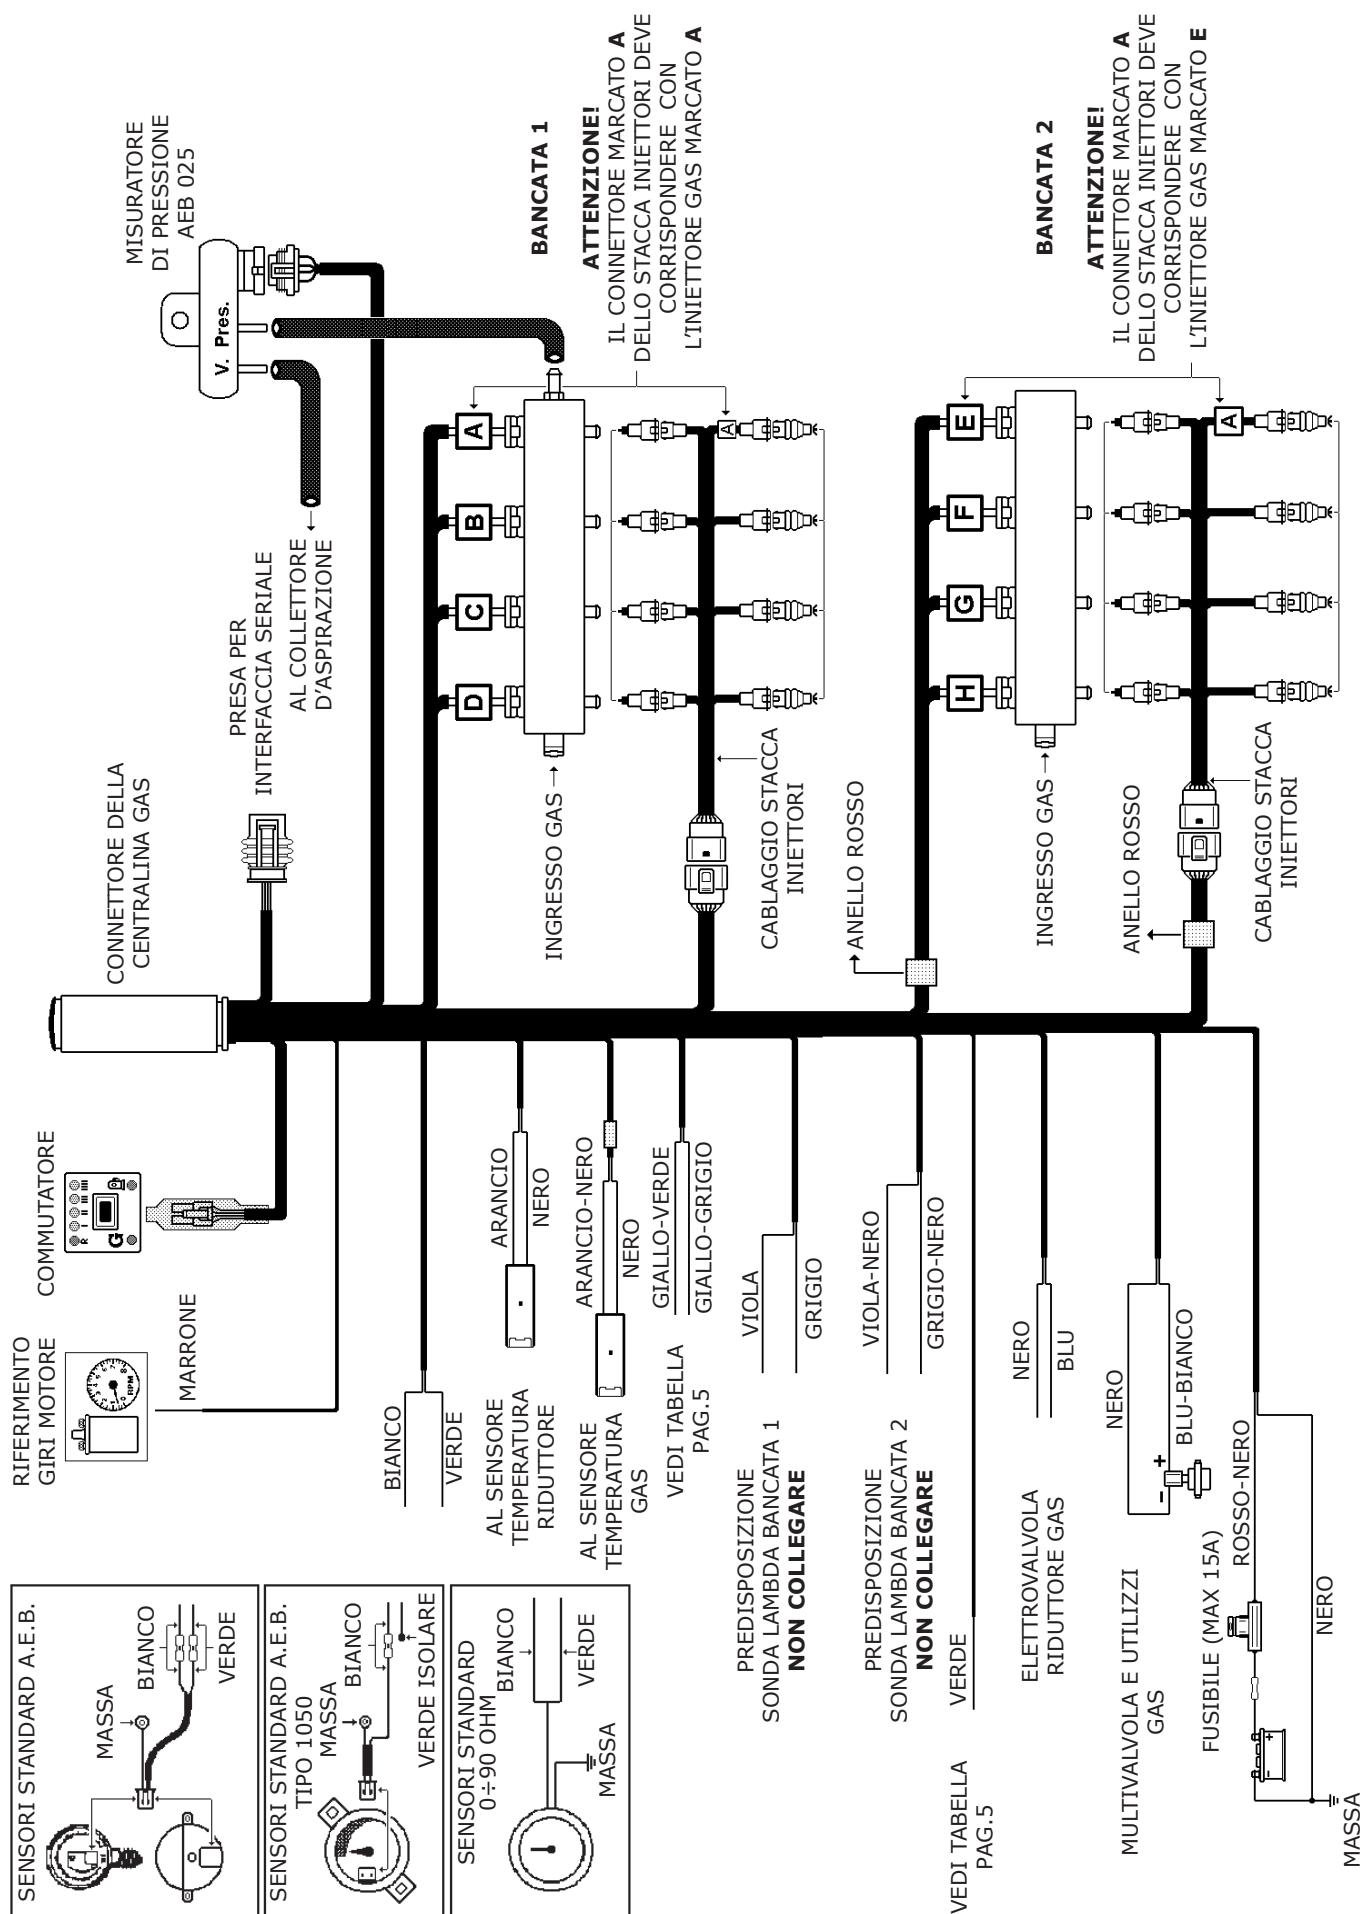 SENSORI STANDARD A.E.B.
MASSA
BIANCO
VERDE
SENSORI STANDARD A.E.B.
TIPO 1050
MASSA
BIANCO
VERDE ISOLARE
SENSORI STANDARD
0÷90 OHM
BIANCO
VERDE
MASSA
RIFERIMENTO
GIRI MOTORE
RPM
MARRONE
COMMUTATORE
R I II III IIII
G
CONNETTORE DELLA
CENTRALINA GAS
PRESA PER
INTERFACCIA SERIALE
AL COLLETTORE
D'ASPIRAZIONE
MISURATORE
DI PRESSIONE
AEB 025
V. Pres.
BIANCO
VERDE
AL SENSORE
TEMPERATURA
RIDUTTORE
ARANCIO
NERO
AL SENSORE
TEMPERATURA
GAS
ARANCIO-NERO
NERO
VEDI TABELLA
PAG.5
GIALLO-VERDE
GIALLO-GRIGIO
PREDISPOSIZIONE
SONDA LAMBDA BANCATA 1
NON COLLEGARE
VIOLA
GRIGIO
PREDISPOSIZIONE
SONDA LAMBDA BANCATA 2
NON COLLEGARE
VIOLA-NERO
GRIGIO-NERO
VEDI TABELLA
PAG.5
VERDE
ELETTROVALVOLA
RIDUTTORE GAS
NERO
BLU
MULTIVALVOLA E UTILIZZI
GAS
NERO
BLU-BIANCO
– +
FUSIBILE (MAX 15A)
ROSSO-NERO
NERO
- +
MASSA
D C B A
INGRESSO GAS
A
CABLAGGIO STACCA
INIETTORI
BANCATA 1
ATTENZIONE!
IL CONNETTORE MARCATO A
DELLO STACCA INIETTORI DEVE
CORRISPONDERE CON
L'INIETTORE GAS MARCATO A
ANELLO ROSSO
H G F E
INGRESSO GAS
ANELLO ROSSO
A
CABLAGGIO STACCA
INIETTORI
BANCATA 2
ATTENZIONE!
IL CONNETTORE MARCATO A
DELLO STACCA INIETTORI DEVE
CORRISPONDERE CON
L'INIETTORE GAS MARCATO E